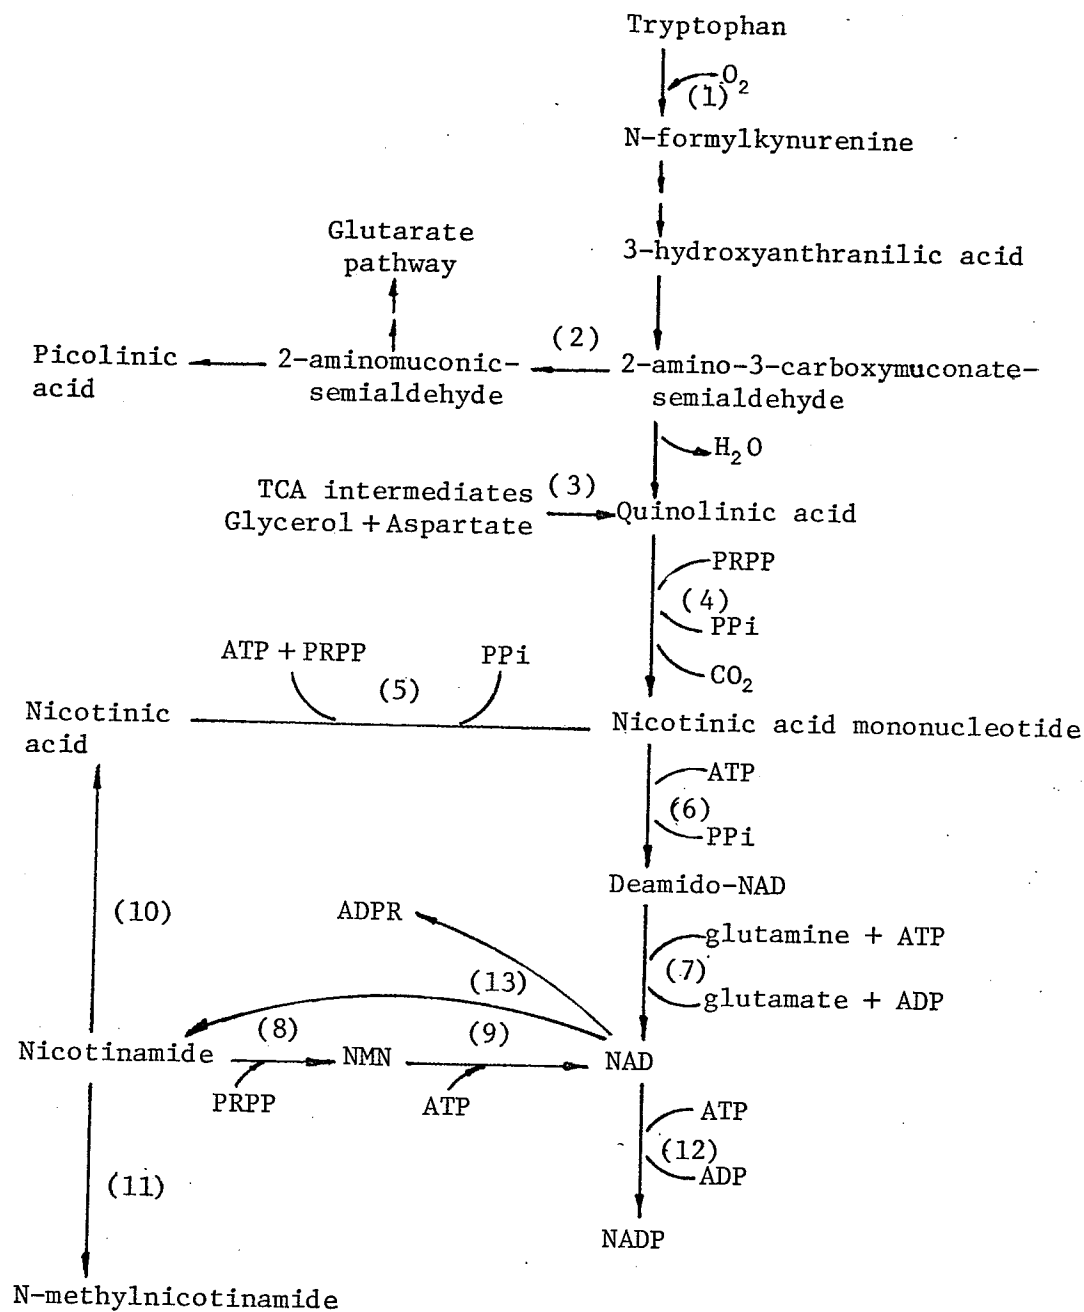 Tryptophan
O2
(1)
N-formylkynurenine
Glutarate
pathway
3-hydroxyanthranilic acid
(2)
Picolinic
acid
2-aminomuconic-
semialdehyde
2-amino-3-carboxymuconate-
semialdehyde
H2O
TCA intermediates
Glycerol + Aspartate
(3)
Quinolinic acid
PRPP
(4)
PPi
CO2
ATP + PRPP
(5)
PPi
Nicotinic
acid
Nicotinic acid mononucleotide
ATP
(6)
PPi
Deamido-NAD
(10)
ADPR
glutamine + ATP
(7)
glutamate + ADP
(13)
(8)
(9)
Nicotinamide
NMN
NAD
PRPP
ATP
ATP
(12)
ADP
(11)
NADP
N-methylnicotinamide